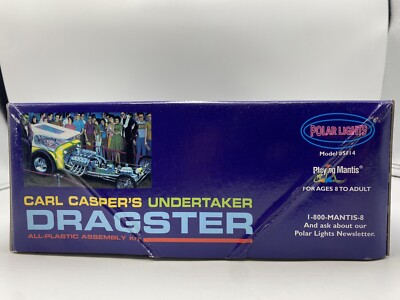 CARL CASPER'S UNDERTAKER
DRAGSTER
ALL-PLASTIC ASSEMBLY KIT
POLAR LIGHTS
Model #5114
Playing Mantis
FOR AGES 8 TO ADULT
1-800-MANTIS-8
And ask about our
Polar Lights Newsletter.